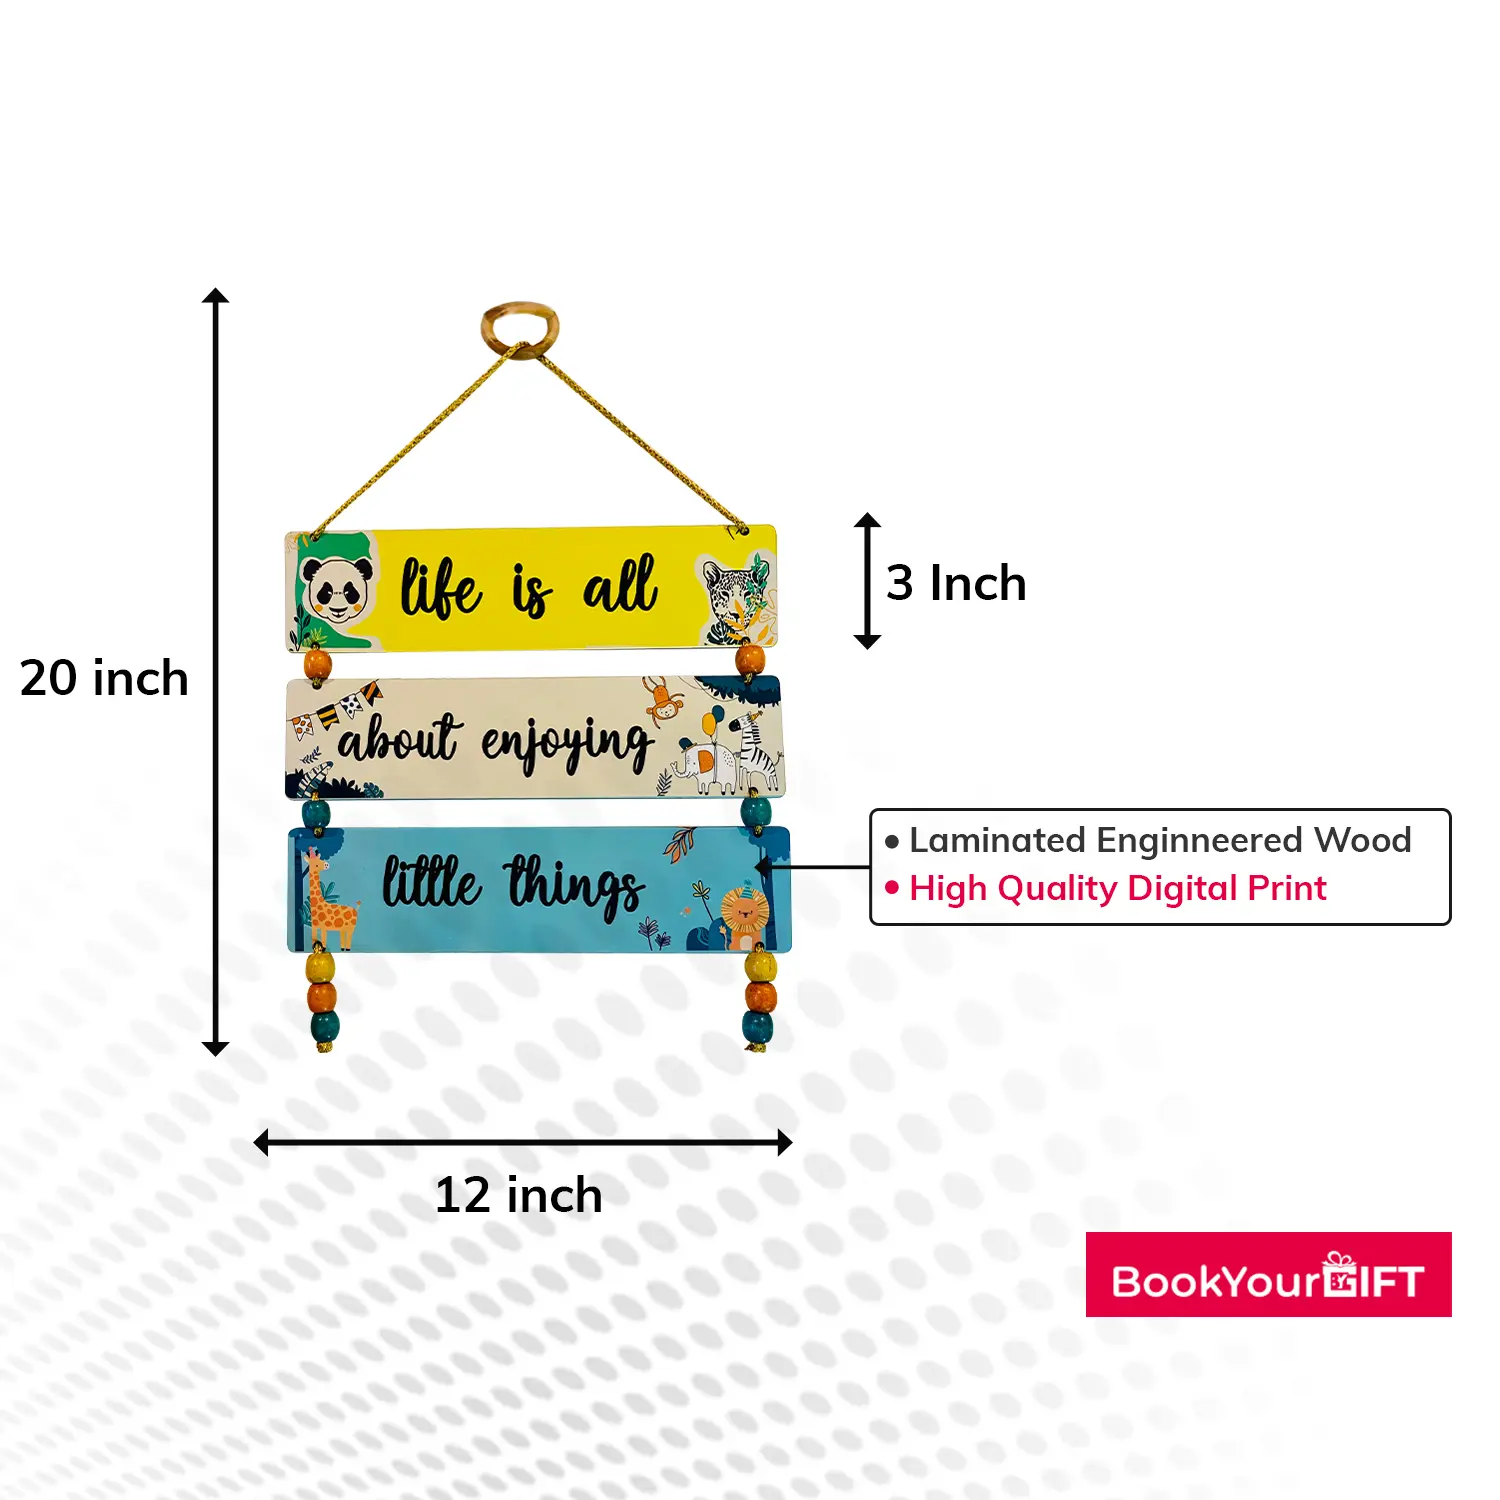 life is all
3 Inch
20 inch
about enjoying
little things
• Laminated Enginneered Wood
• High Quality Digital Print
12 inch
BookYourGIFT